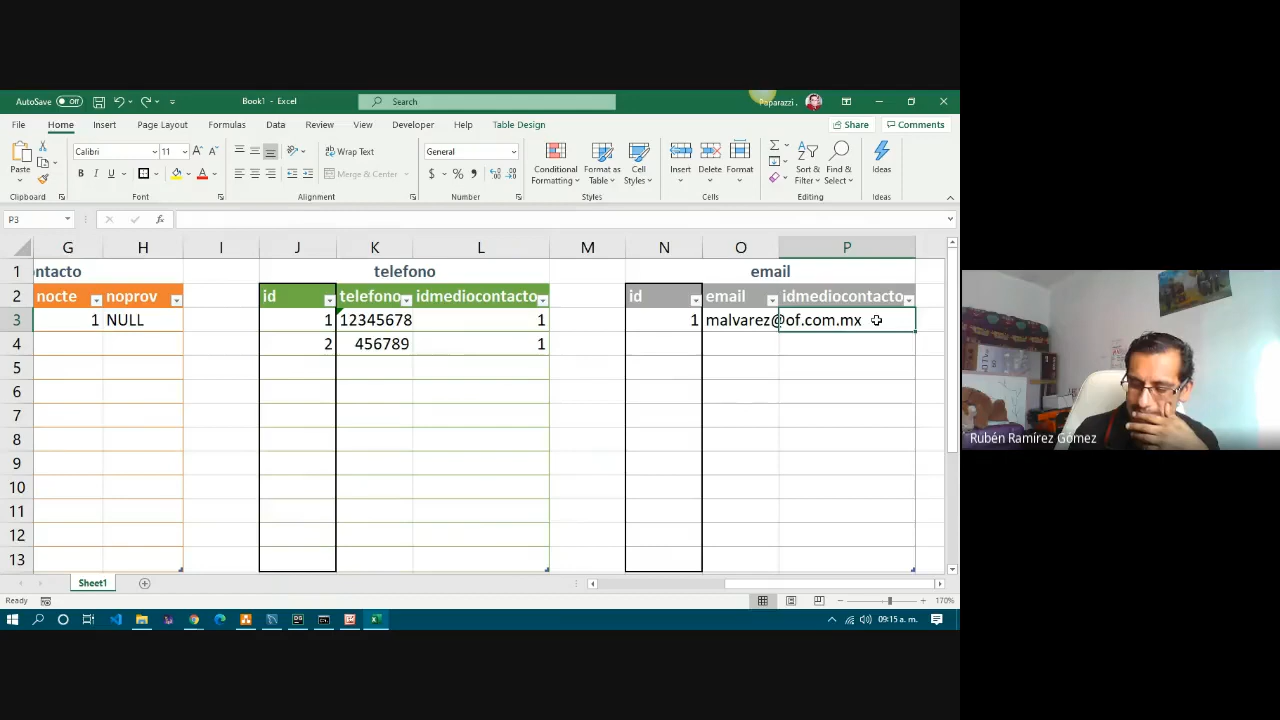 AutoSave Off Book1 - Excel Search Paparazzi .
File Home Insert Page Layout Formulas Data Review View Developer Help Table Design Share Comments
Paste Calibri 11 Wrap Text General Conditional Formatting Format as Table Cell Styles Insert Delete Format Sort & Filter Find & Select Ideas
B I U Merge & Center $ % 9
Clipboard Font Alignment Number Styles Cells Editing Ideas
P3 fx
G H I J K L M N O P
1 ontacto telefono email
2 nocte noprov id telefono idmediocontacto id email idmediocontacto
3 1 NULL 1 12345678 1 1 malvarez@of.com.mx
4 2 456789 1
5
6
7
8
9
10
11
12
13
Sheet1
Ready 170%
09:15 a. m.
Rubén Ramírez Gómez